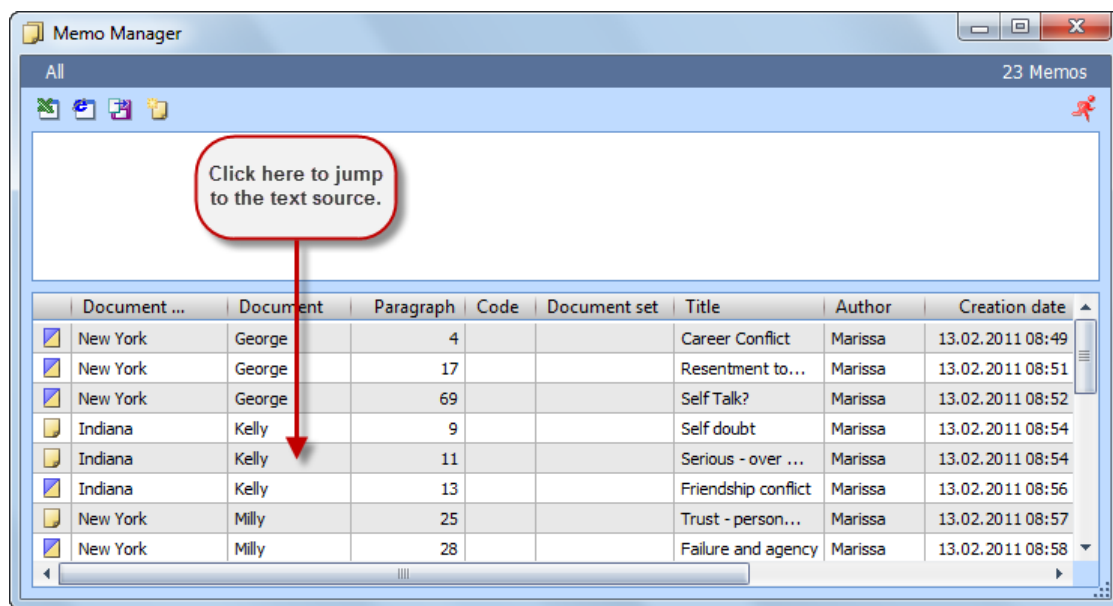 Memo Manager
All 23 Memos
Click here to jump
to the text source.
Document ... Document Paragraph Code Document set Title Author Creation date
New York George 4 Career Conflict Marissa 13.02.2011 08:49
New York George 17 Resentment to... Marissa 13.02.2011 08:51
New York George 69 Self Talk? Marissa 13.02.2011 08:52
Indiana Kelly 9 Self doubt Marissa 13.02.2011 08:54
Indiana Kelly 11 Serious - over ... Marissa 13.02.2011 08:54
Indiana Kelly 13 Friendship conflict Marissa 13.02.2011 08:56
New York Milly 25 Trust - person... Marissa 13.02.2011 08:57
New York Milly 28 Failure and agency Marissa 13.02.2011 08:58